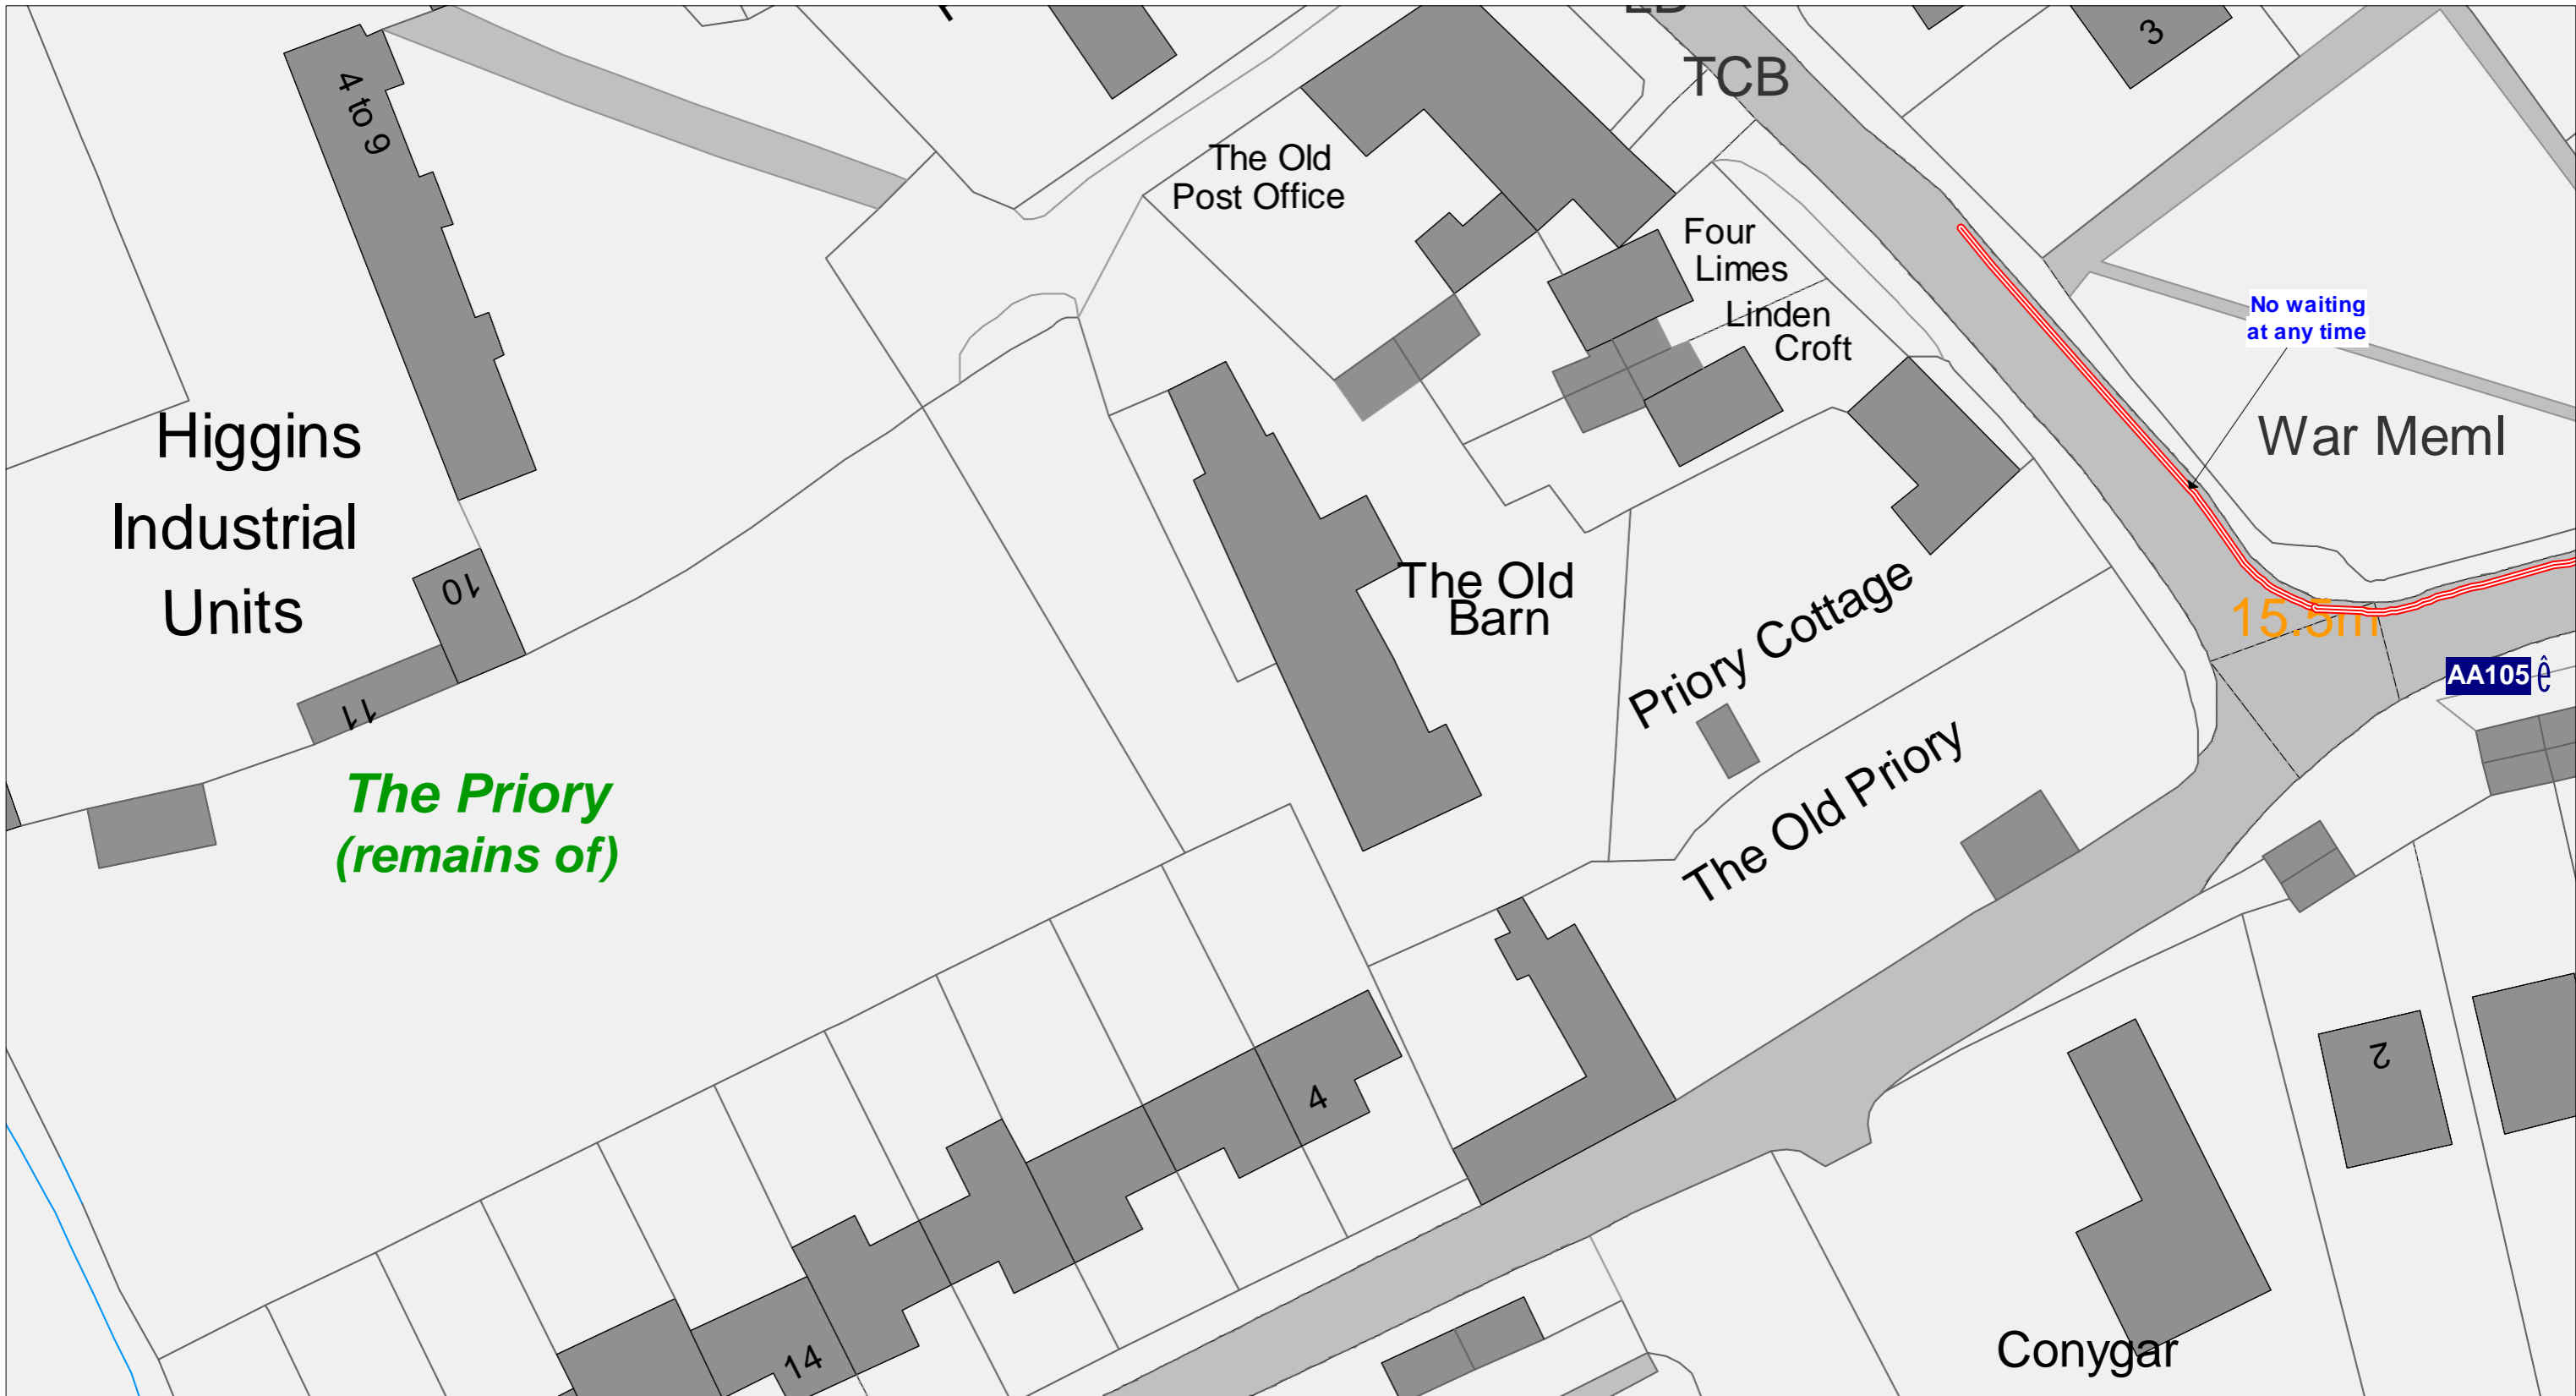 TCB
3
4 to 9
The Old
Post Office
Four
Limes
Linden
Croft
No waiting
at any time
War Meml
Higgins
Industrial
Units
10
11
The Old
Barn
Priory Cottage
15.5m
AA105
The Priory
(remains of)
The Old Priory
4
2
14
Conygar